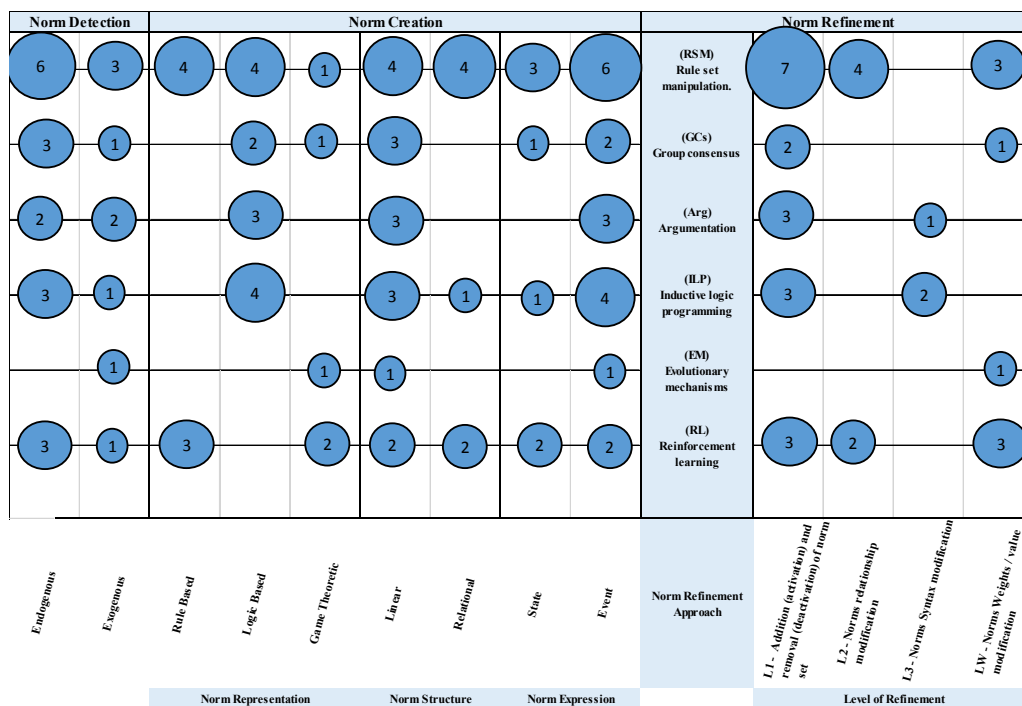 Norm Detection Norm Creation Norm Refinement
6 3 4 4 1 4 4 3 6 (RSM) 7 4 3
Rule set
manipulation.
3 1 2 1 3 1 2 (GCs) 2 1
Group consensus
2 2 3 3 3 (Arg) 3 1
Argumentation
3 1 4 3 1 1 4 (ILP) 3 2
Inductive logic
programming
1 1 1 1 (EM) 1
Evolutionary
mechanisms
3 1 3 2 2 2 2 2 (RL) 3 2 3
Reinforcement
learning
Endogenous
Exogenous
Rule Based
Logic Based
Game Theoretic
Linear
Relational
State
Event
Norm Refinement
Approach
L1 - Addition (activation) and
removal (deactivation) of norm
set
L2 - Norms relationship
modification
L3 - Norms Syntax modification
LW - Norms Weights / value
modification
Norm Representation Norm Structure Norm Expression Level of Refinement